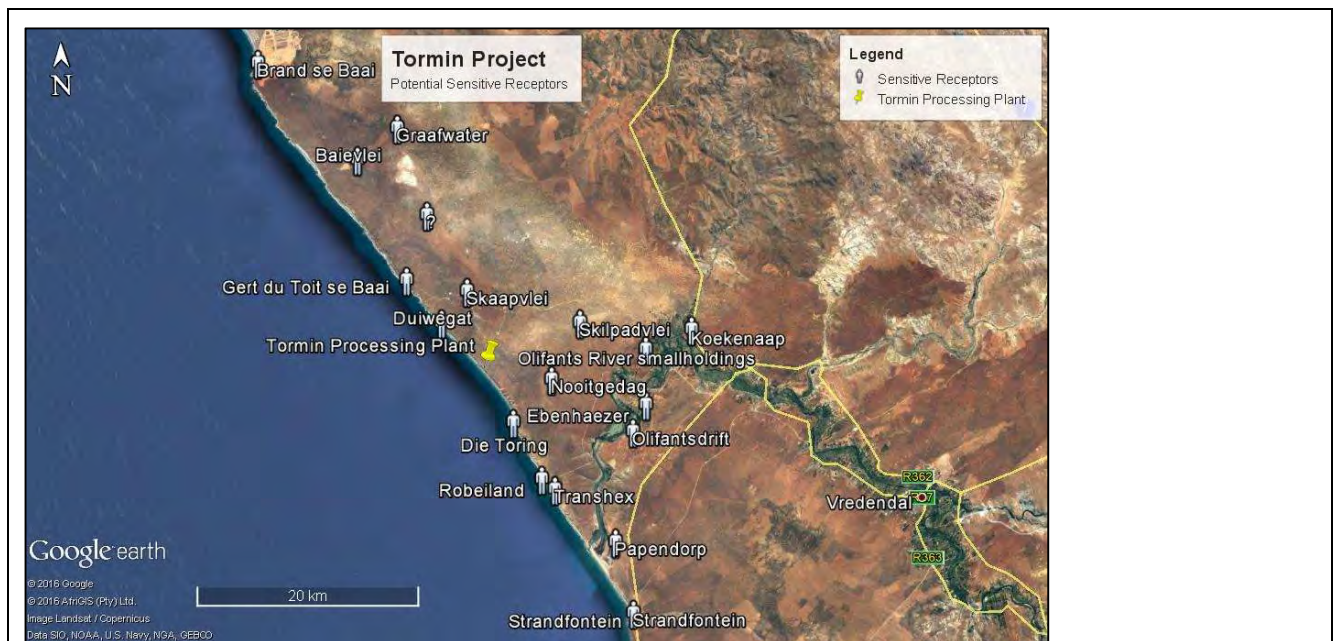 N
Tormin Project
Potential Sensitive Receptors
Legend
Sensitive Receptors
Tormin Processing Plant
Brand se Baai
Graafwater
Baievlei
?
Gert du Toit se Baai
Skaapvlei
Duiwegat
Skilpadvlei
Koekenaap
Tormin Processing Plant
Olifants River smallholdings
Nooitgedag
Ebenhaezer
Olifantsdrift
Die Toring
R362
Robeiland
Transhex
Vredendal
Papendorp
R363
Google earth
© 2016 Google
© 2016 AfriGIS (Pty) Ltd.
Image Landsat / Copernicus
Data SIO, NOAA, U.S. Navy, NGA, GEBCO
20 km
Strandfontein
Strandfontein